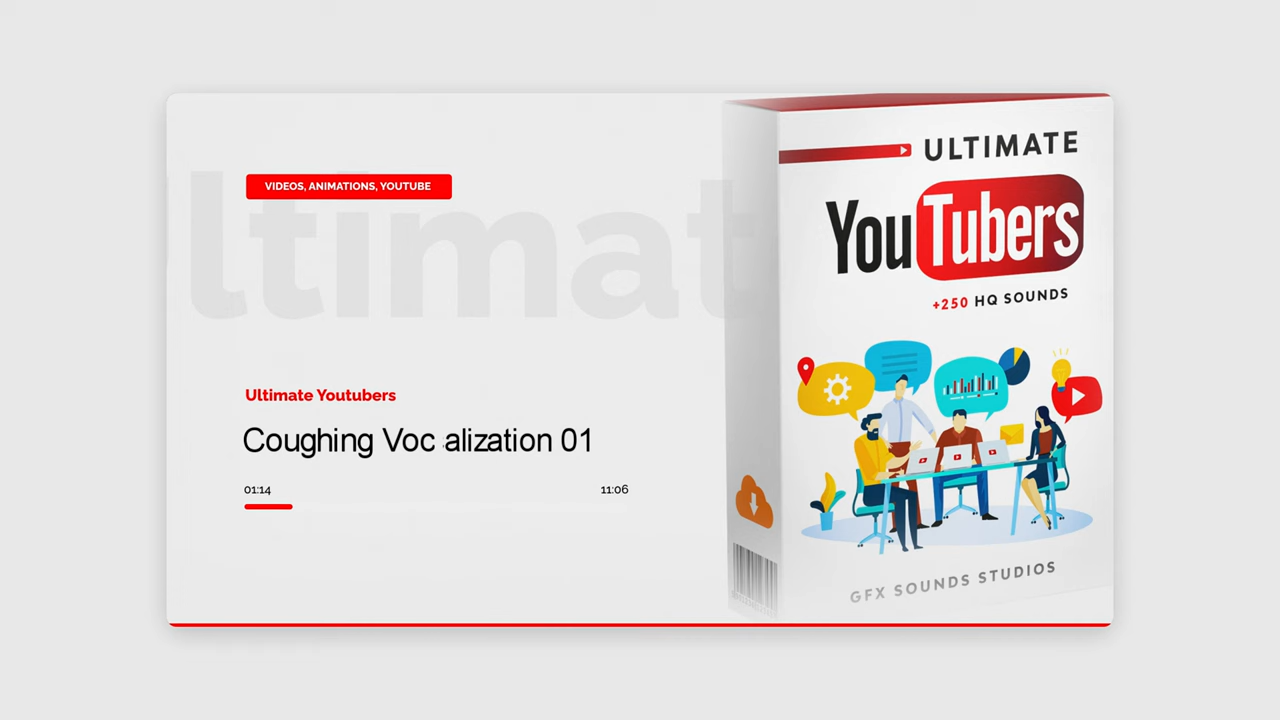 VIDEOS, ANIMATIONS, YOUTUBE
ltimat
Ultimate Youtubers
Coughing Voc alization 01
01:14
11:06
ULTIMATE
YouTubers
+250 HQ SOUNDS
GFX SOUNDS STUDIOS